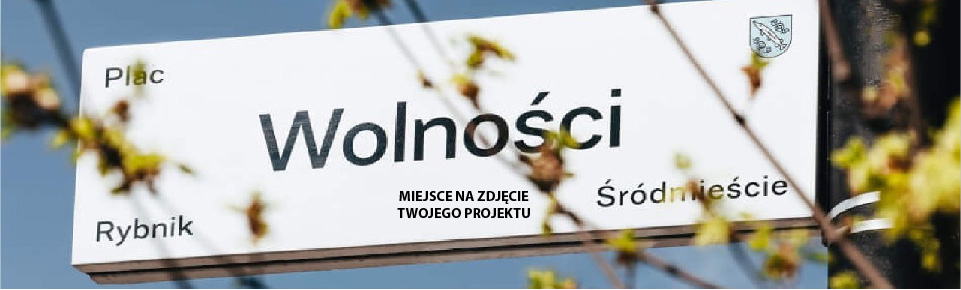 Plac
Wolności
MIEJSCE NA ZDJĘCIE
TWOJEGO PROJEKTU
Śródmieście
Rybnik